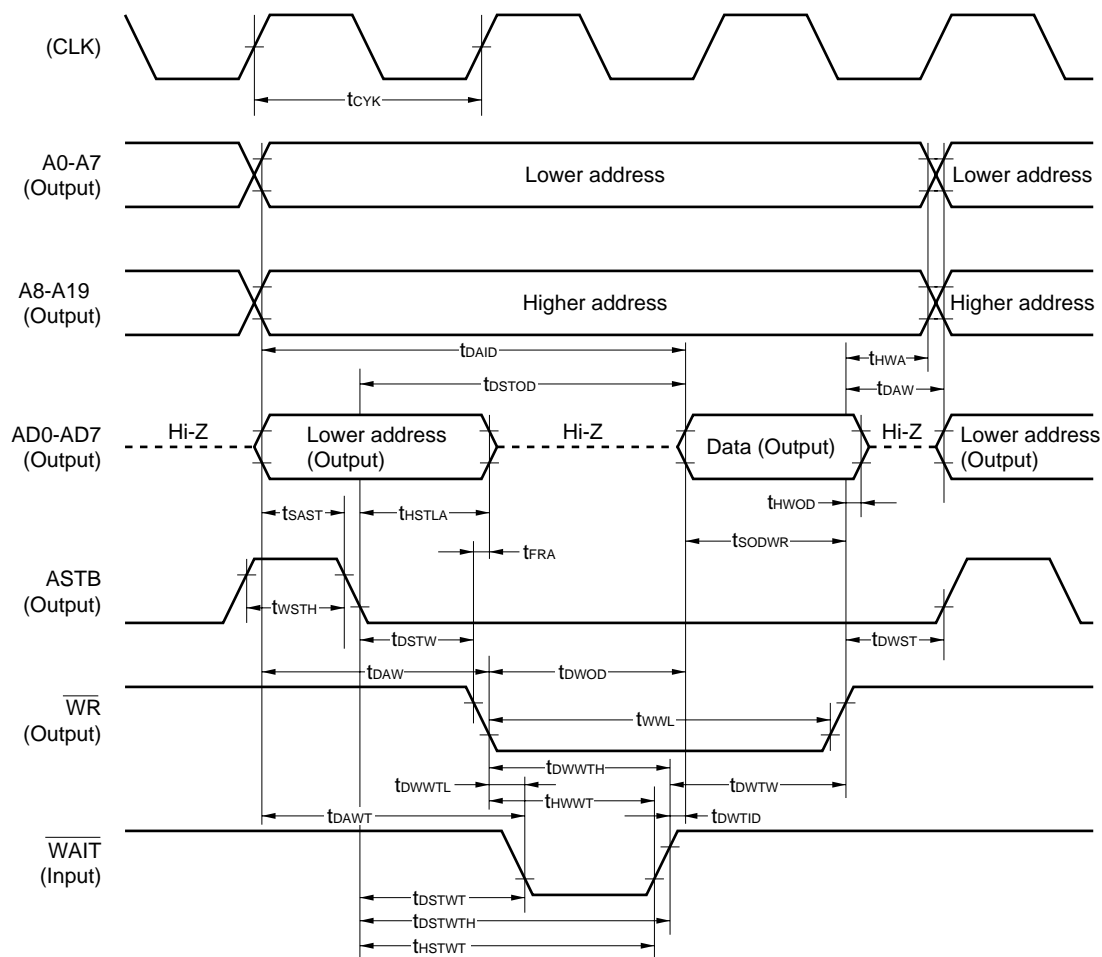 (CLK)
tCYK
A0-A7
(Output)
Lower address
Lower address
A8-A19
(Output)
Higher address
Higher address
tDAID
tHWA
tDSTOD
tDAW
AD0-AD7
(Output)
Hi-Z
Lower address
(Output)
Hi-Z
Data (Output)
Hi-Z
Lower address
(Output)
tSAST
tHSTLA
tHWOD
tFRA
tSODWR
ASTB
(Output)
tWSTH
tDSTW
tDWST
tDAW
tDWOD
WR
(Output)
tWWL
tDWWTH
tDWWTL
tDWTW
tHWWT
tDAWT
tDWTID
WAIT
(Input)
tDSTWT
tDSTWTH
tHSTWT